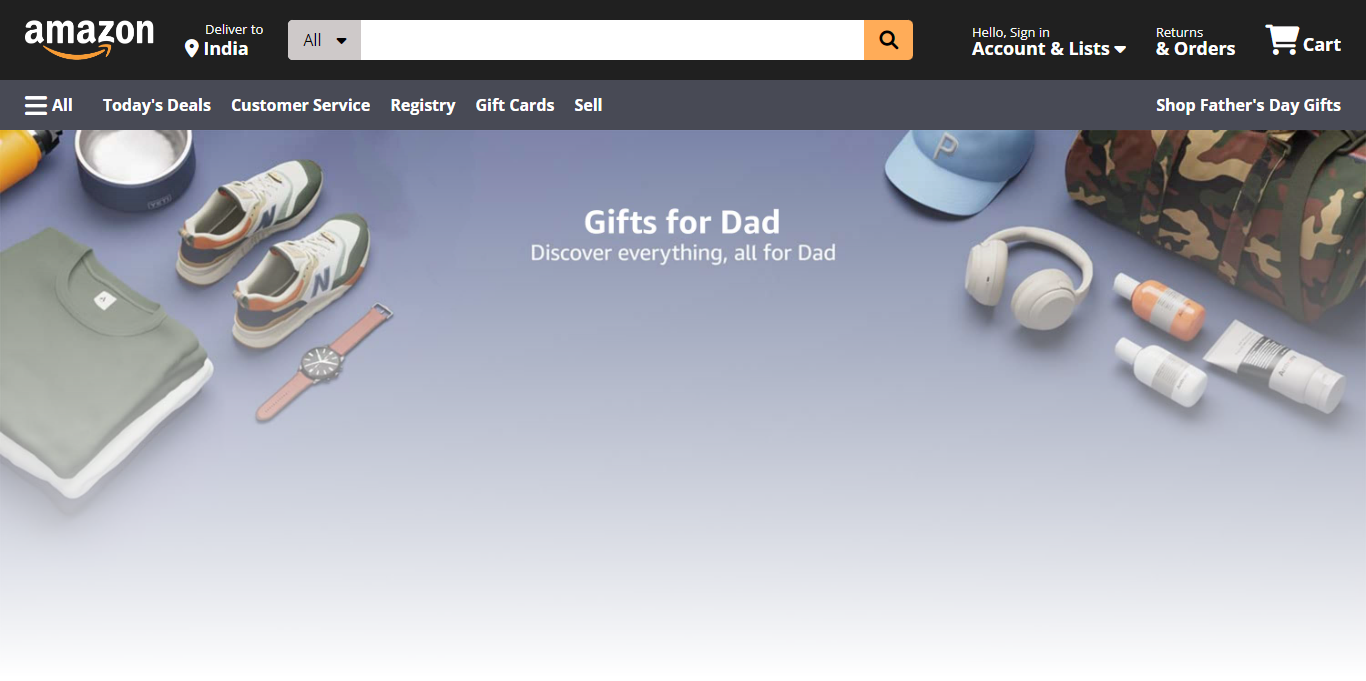 amazon
Deliver to
India
All
Hello, Sign in
Account & Lists
Returns
& Orders
Cart
All
Today's Deals
Customer Service
Registry
Gift Cards
Sell
Shop Father's Day Gifts
Gifts for Dad
Discover everything, all for Dad
YETI
P
N
N